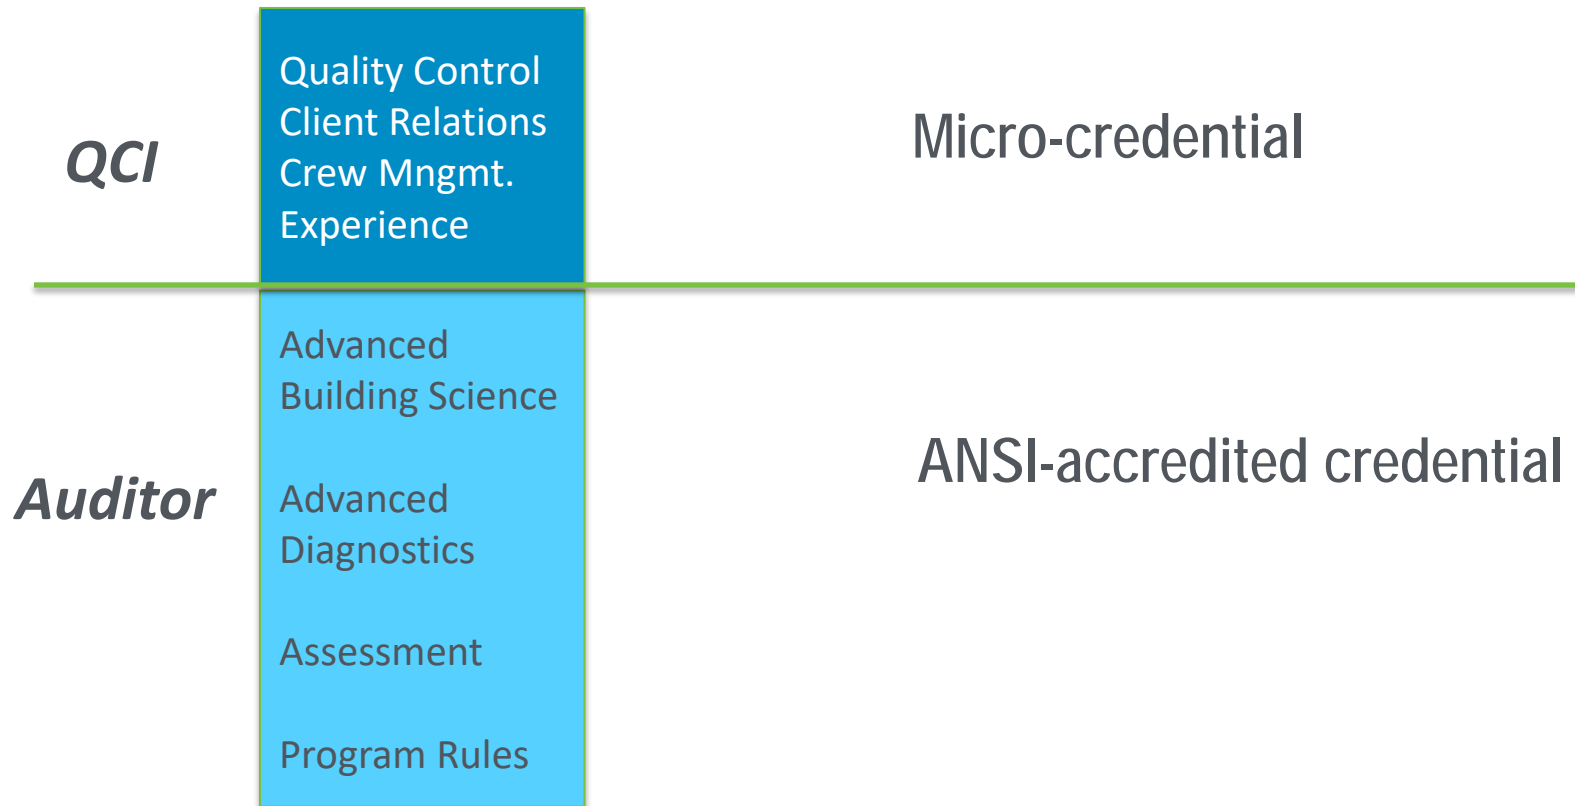 QCI
Quality Control
Client Relations
Crew Mngmt.
Experience
Micro-credential
Auditor
Advanced
Building Science
Advanced
Diagnostics
Assessment
Program Rules
ANSI-accredited credential